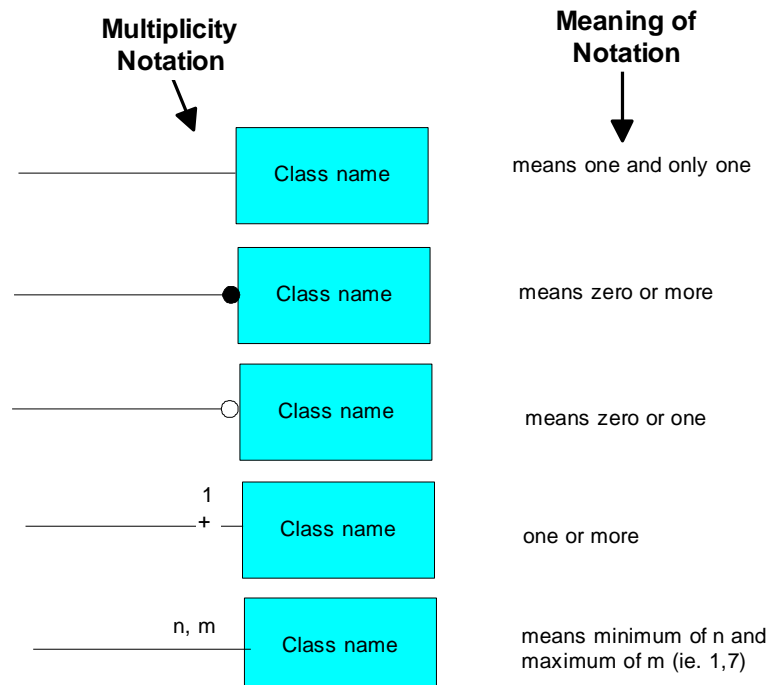 Multiplicity
Notation
Meaning of
Notation
Class name
means one and only one
Class name
means zero or more
Class name
means zero or one
1
+
Class name
one or more
n, m
Class name
means minimum of n and
maximum of m (ie. 1,7)